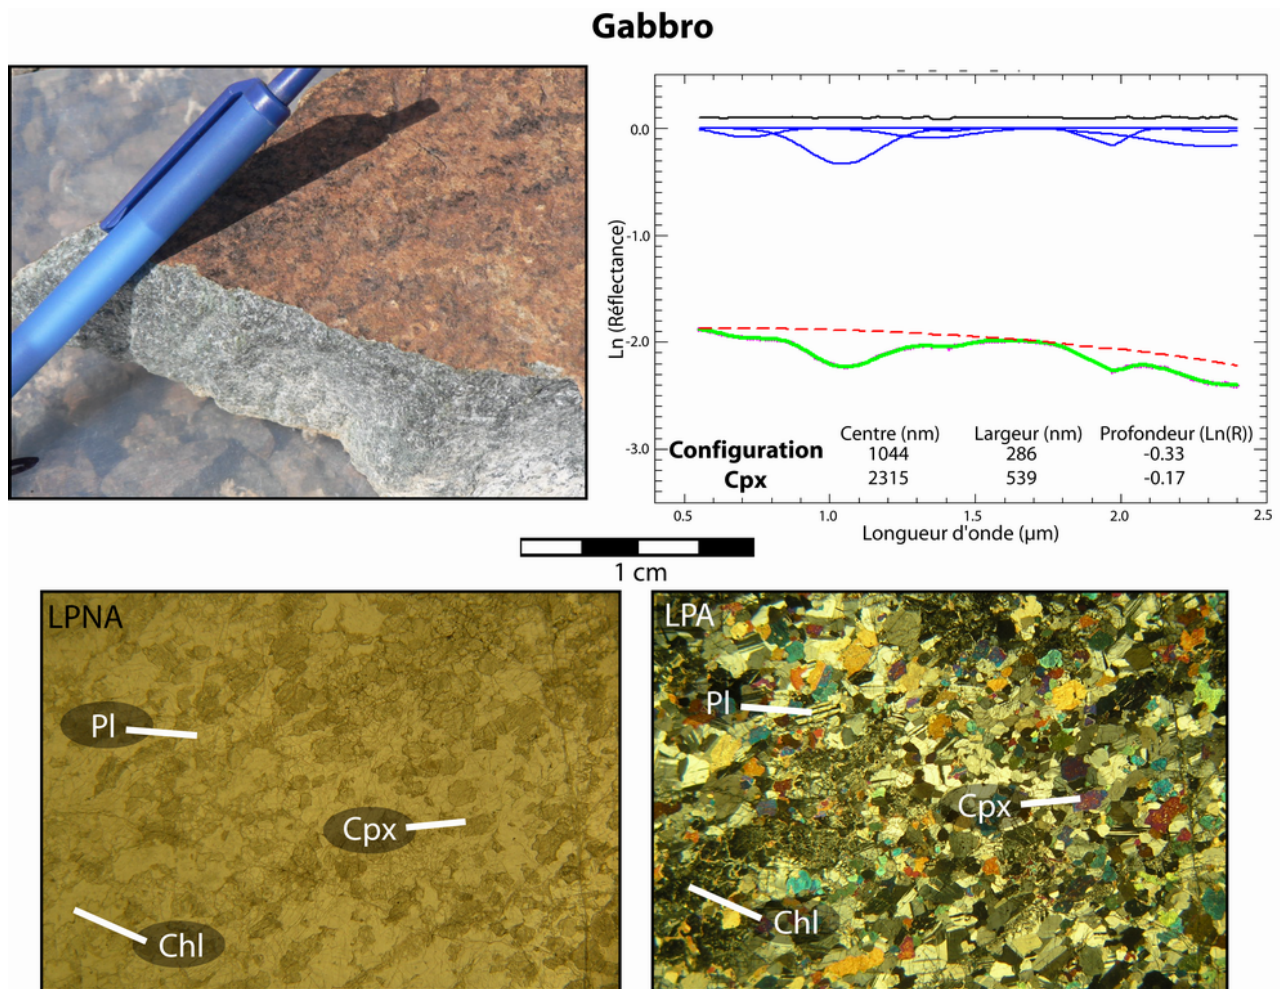 Gabbro
0.0
-1.0
-2.0
-3.0
Ln (Réflectance)
Centre (nm) Largeur (nm) Profondeur (Ln(R))
Configuration 1044 286 -0.33
Cpx 2315 539 -0.17
0.5 1.0 1.5 2.0 2.5
Longueur d'onde (µm)
1 cm
LPNA
Pl
Cpx
Chl
LPA
Pl
Cpx
Chl